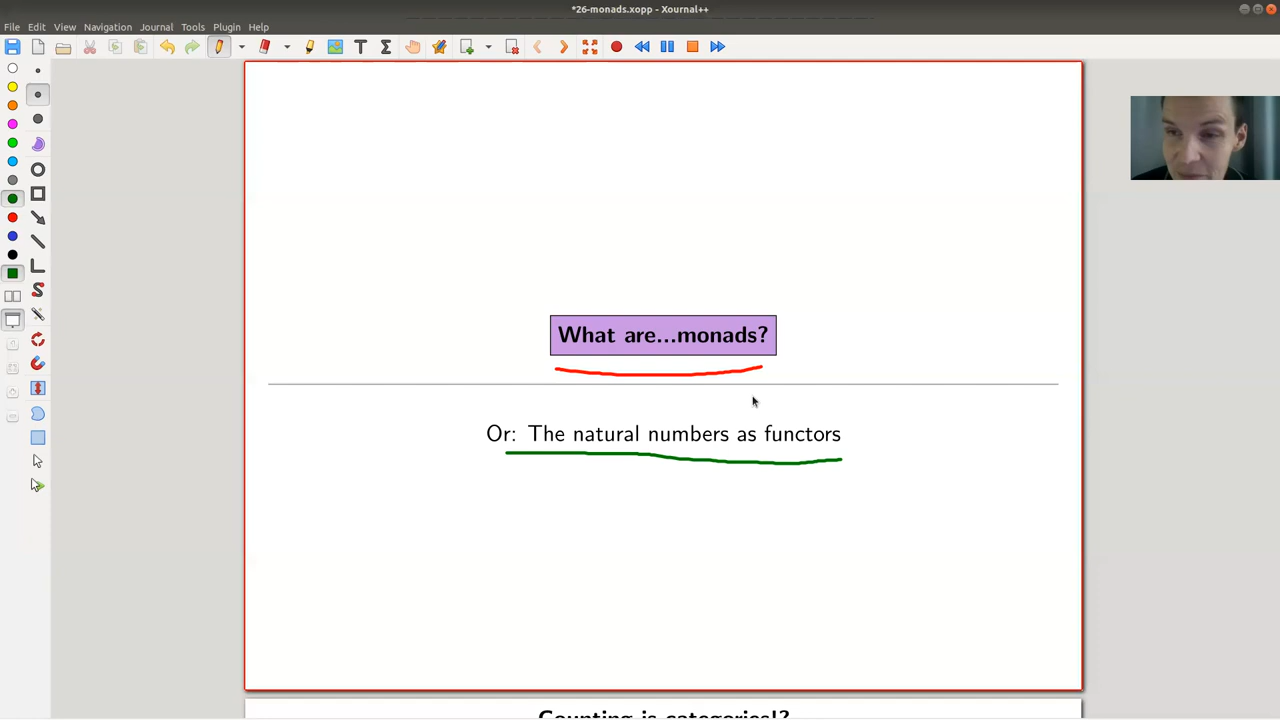 *26-monads.xopp - Xournal++
File Edit View Navigation Journal Tools Plugin Help
What are...monads?
Or: The natural numbers as functors
Counting is categories!?